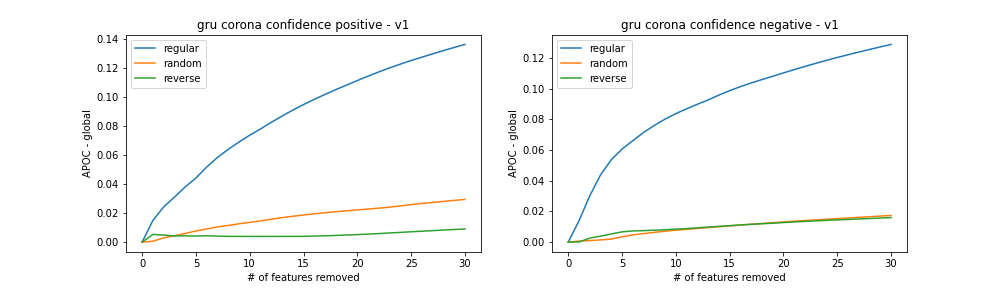 gru corona confidence positive - v1
APOC - global
0.14
0.12
0.10
0.08
0.06
0.04
0.02
0.00
regular
random
reverse
0 5 10 15 20 25 30
# of features removed
gru corona confidence negative - v1
APOC - global
0.12
0.10
0.08
0.06
0.04
0.02
0.00
regular
random
reverse
0 5 10 15 20 25 30
# of features removed